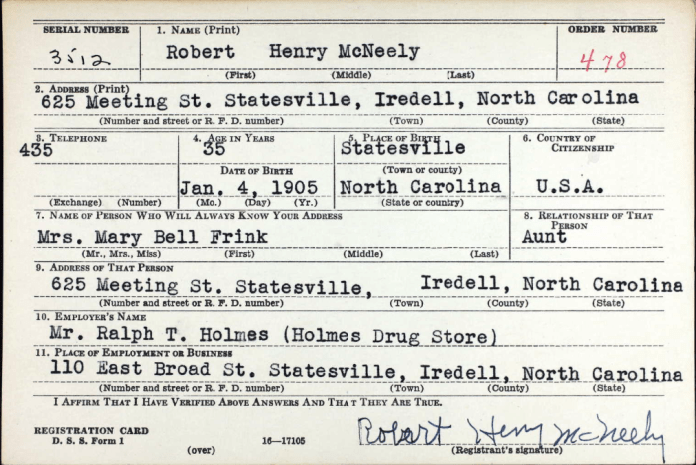 SERIAL NUMBER 1. NAME (Print) ORDER NUMBER
3512 Robert Henry McNeely 478
(First) (Middle) (Last)
2. ADDRESS (Print)
625 Meeting St. Statesville, Iredell, North Carolina
(Number and street or R. F. D. number) (Town) (County) (State)
3. TELEPHONE 4. AGE IN YEARS 5. PLACE OF BIRTH 6. COUNTRY OF
CITIZENSHIP
435 35 Statesville
DATE OF BIRTH (Town or county)
Jan. 4, 1905 North Carolina U.S.A.
(Exchange) (Number) (Mo.) (Day) (Yr.) (State or country)
7. NAME OF PERSON WHO WILL ALWAYS KNOW YOUR ADDRESS 8. RELATIONSHIP OF THAT
PERSON
Mrs. Mary Bell Frink Aunt
(Mr., Mrs., Miss) (First) (Middle) (Last)
9. ADDRESS OF THAT PERSON
625 Meeting St. Statesville, Iredell, North Carolina
(Number and street or R. F. D. number) (Town) (County) (State)
10. EMPLOYER'S NAME
Mr. Ralph T. Holmes (Holmes Drug Store)
11. PLACE OF EMPLOYMENT OR BUSINESS
110 East Broad St. Statesville, Iredell, North Carolina
(Number and street or R. F. D. number) (Town) (County) (State)
I AFFIRM THAT I HAVE VERIFIED ABOVE ANSWERS AND THAT THEY ARE TRUE.
REGISTRATION CARD Robert Henry McNeely
D. S. S. Form 1 16—17105 (Registrant's signature)
(over)